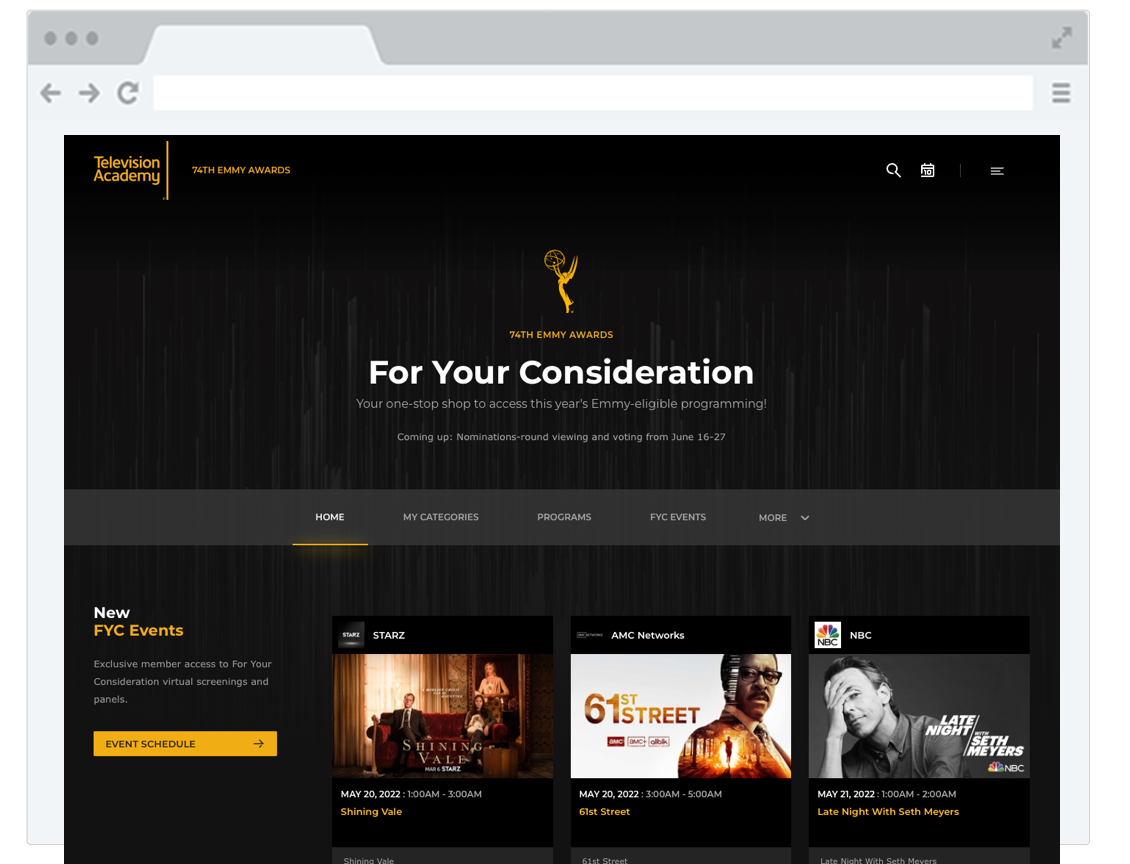 Television
Academy
74TH EMMY AWARDS
10
74TH EMMY AWARDS
For Your Consideration
Your one-stop shop to access this year's Emmy-eligible programming!
Coming up: Nominations-round viewing and voting from June 16-27
HOME
MY CATEGORIES
PROGRAMS
FYC EVENTS
MORE
New
FYC Events
Exclusive member access to For Your
Consideration virtual screenings and
panels.
EVENT SCHEDULE
STARZ
STARZ
SHINING
VALE
MAR 6 STARZ
MAY 20, 2022 : 1:00AM - 3:00AM
Shining Vale
Shining Vale
AMC Networks
61ST
STREET
AMC
AMC+
allblk
MAY 20, 2022 : 3:00AM - 5:00AM
61st Street
61st Street
NBC
NBC
LATE
NIGHT
WITH
SETH
MEYERS
NBC
MAY 21, 2022 : 1:00AM - 2:00AM
Late Night With Seth Meyers
Late Night With Seth Meyers